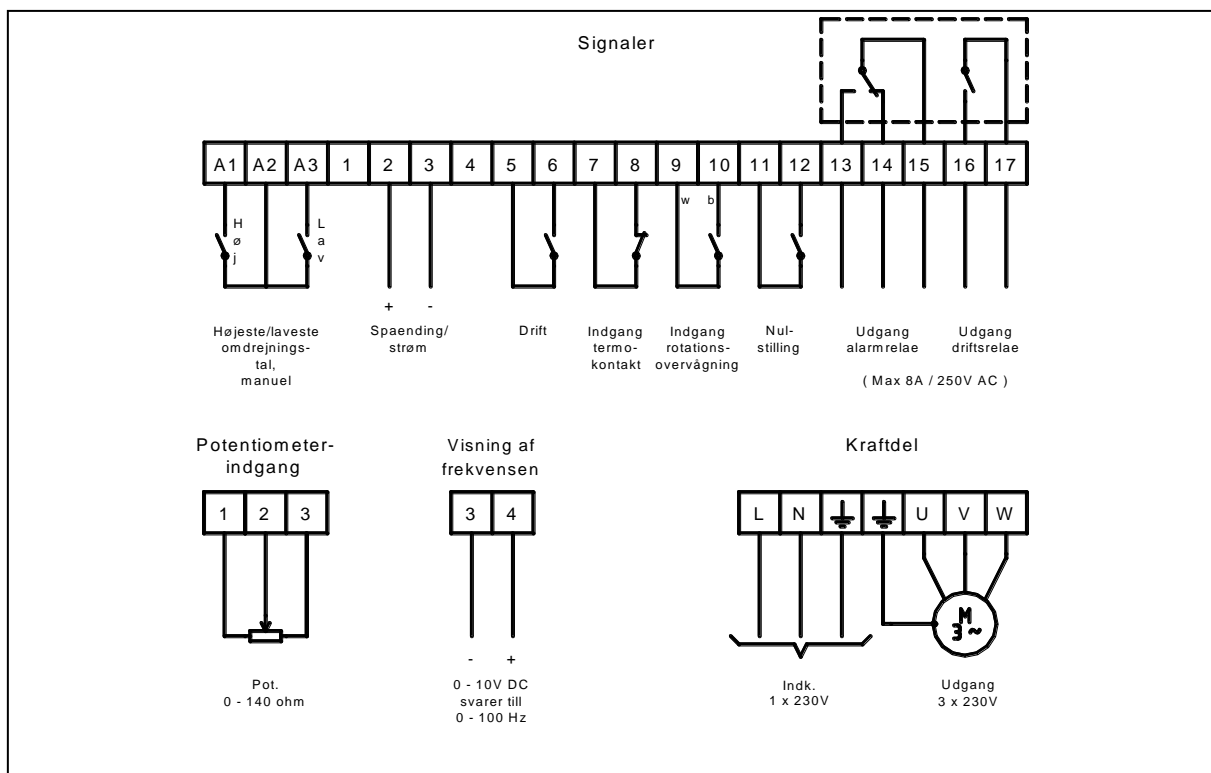 Signaler
A1 A2 A3 1 2 3 4 5 6 7 8 9 10 11 12 13 14 15 16 17
w b
Høj
Lav
+ -
Højeste/laveste
omdrejnings-
tal,
manuel
Spaending/
strøm
Drift
Indgang
termo-
kontakt
Indgang
rotations-
overvågning
Nul-
stilling
Udgang
alarmrelae
Udgang
driftsrelae
( Max 8A / 250V AC )
Potentiometer-
indgang
1 2 3
Pot.
0 - 140 ohm
Visning af
frekvensen
3 4
- +
0 - 10V DC
svarer till
0 - 100 Hz
Kraftdel
L N U V W
M
3 ~
Indk.
1 x 230V
Udgang
3 x 230V